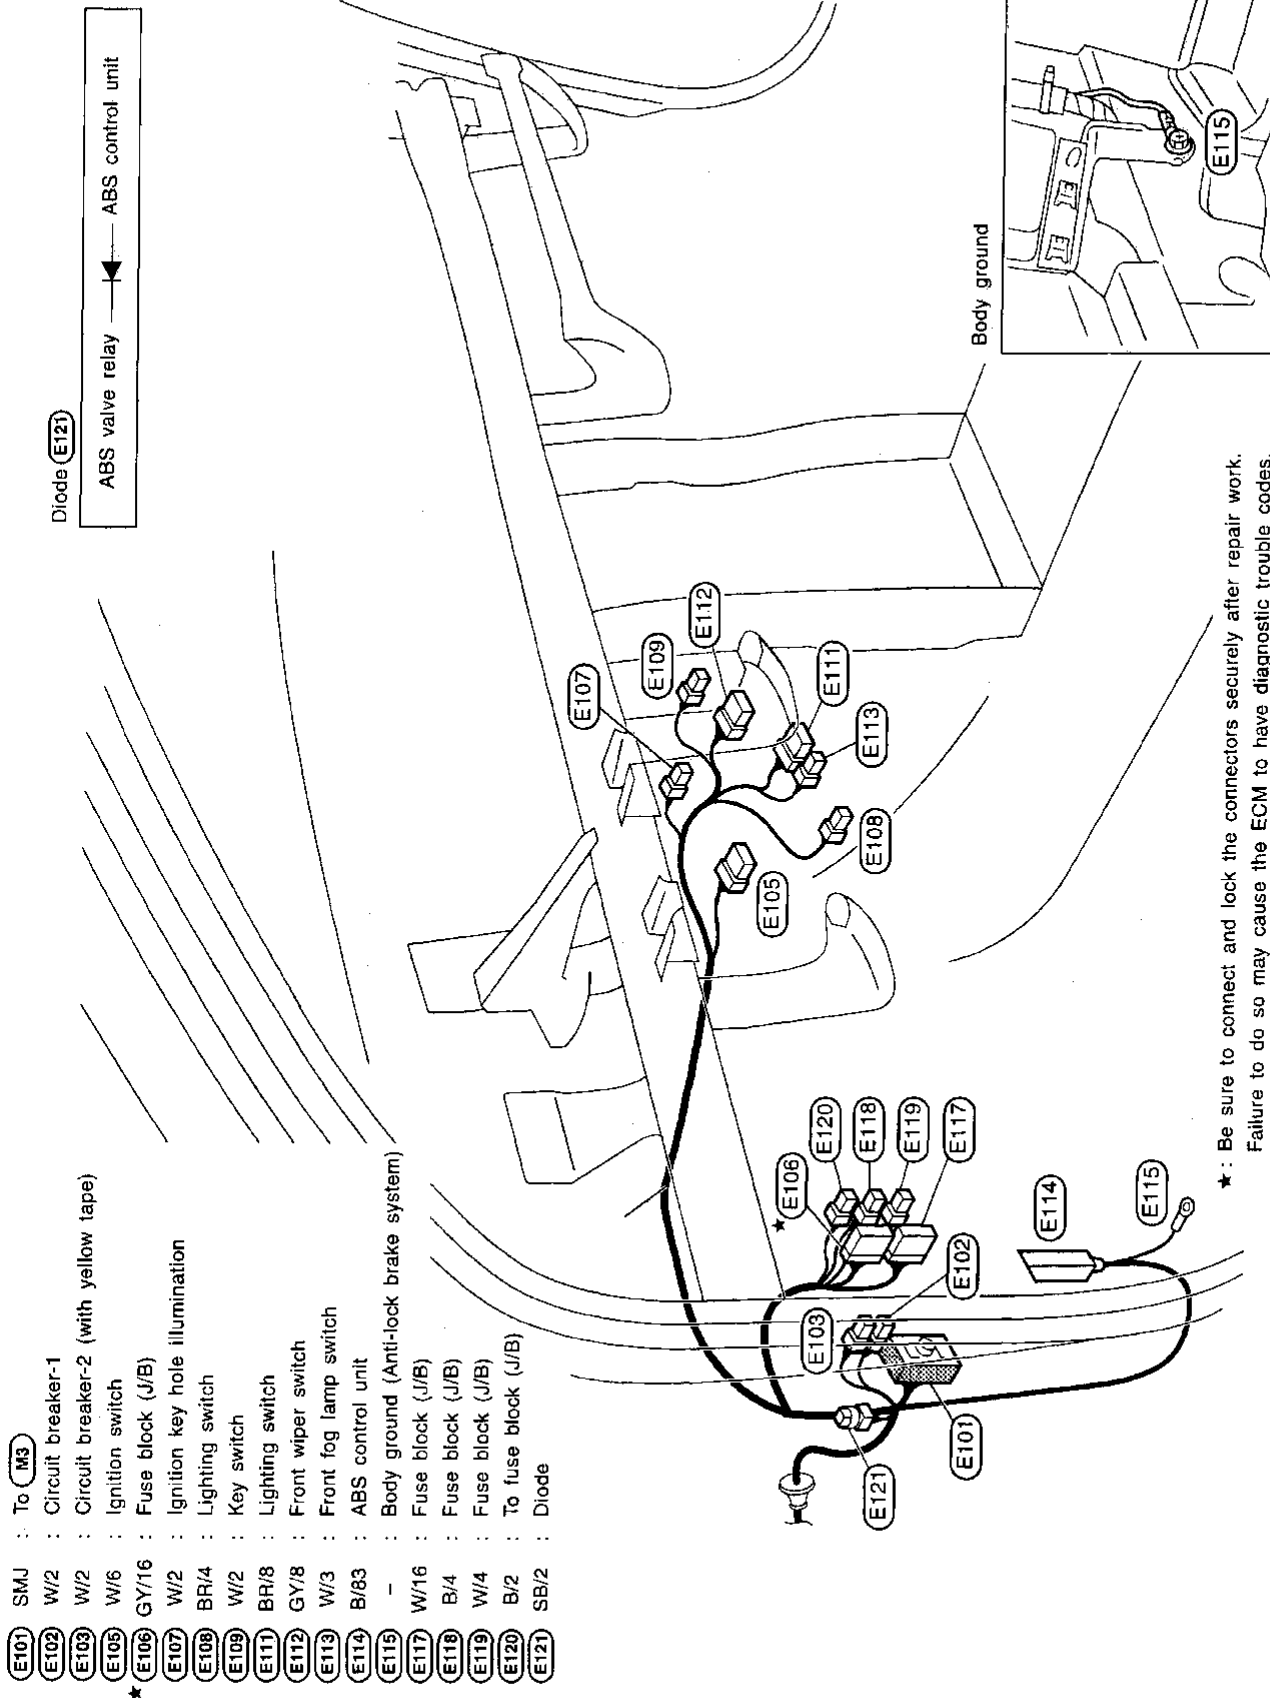 E101 SMJ : To M3
E102 W/2 : Circuit breaker-1
E103 W/2 : Circuit breaker-2 (with yellow tape)
E105 W/6 : Ignition switch
★ E106 GY/16 : Fuse block (J/B)
E107 W/2 : Ignition key hole illumination
E108 BR/4 : Lighting switch
E109 W/2 : Key switch
E111 BR/8 : Lighting switch
E112 GY/8 : Front wiper switch
E113 W/3 : Front fog lamp switch
E114 B/83 : ABS control unit
E115 – : Body ground (Anti-lock brake system)
E117 W/16 : Fuse block (J/B)
E118 B/4 : Fuse block (J/B)
E119 W/4 : Fuse block (J/B)
E120 B/2 : To fuse block (J/B)
E121 SB/2 : Diode
Diode E121
ABS valve relay ABS control unit
E107
E109
E112
E111
E113
E108
E105
★
E106
E120
E118
E119
E117
E103
E102
E114
E115
E121
E101
Body ground
E115
★: Be sure to connect and lock the connectors securely after repair work.
Failure to do so may cause the ECM to have diagnostic trouble codes.